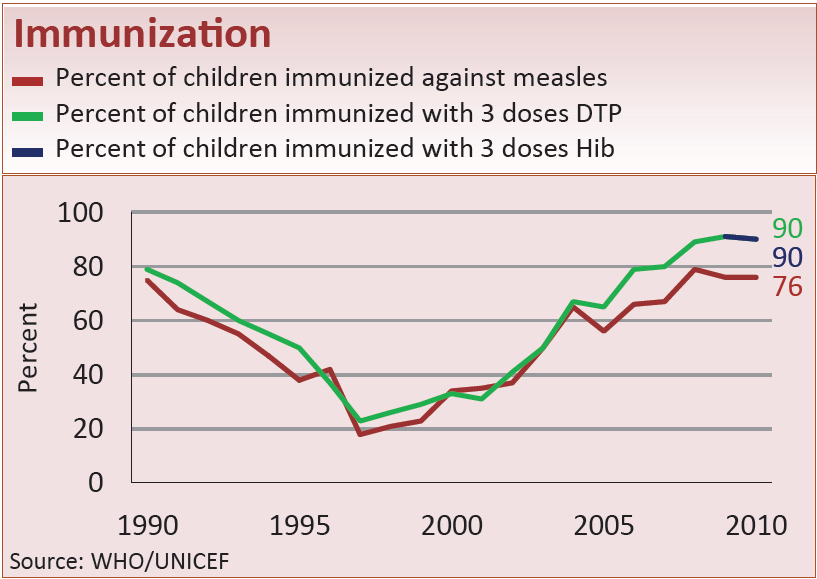 Immunization
Percent of children immunized against measles
Percent of children immunized with 3 doses DTP
Percent of children immunized with 3 doses Hib
100
80
60
40
20
0
Percent
90
90
76
1990 1995 2000 2005 2010
Source: WHO/UNICEF